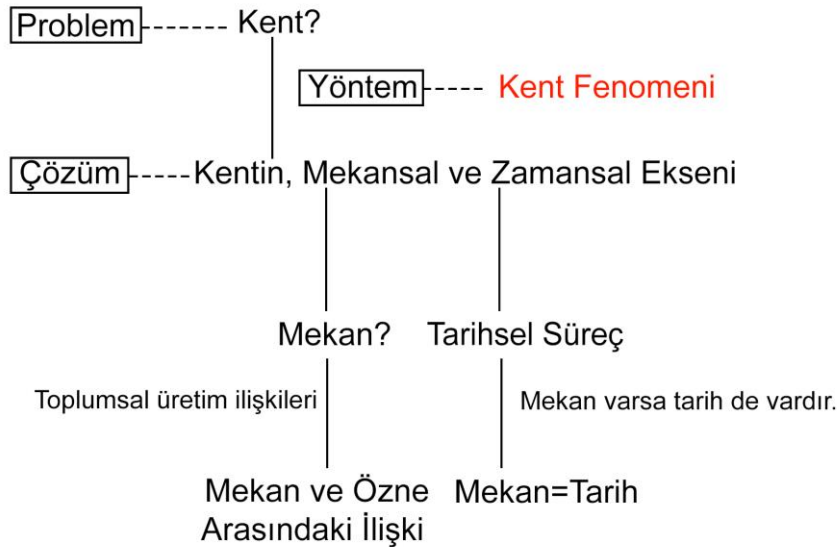 Problem Kent?
Yöntem Kent Fenomeni
Çözüm Kentin, Mekansal ve Zamansal Ekseni
Mekan? Tarihsel Süreç
Toplumsal üretim ilişkileri Mekan varsa tarih de vardır.
Mekan ve Özne Mekan=Tarih
Arasındaki İlişki